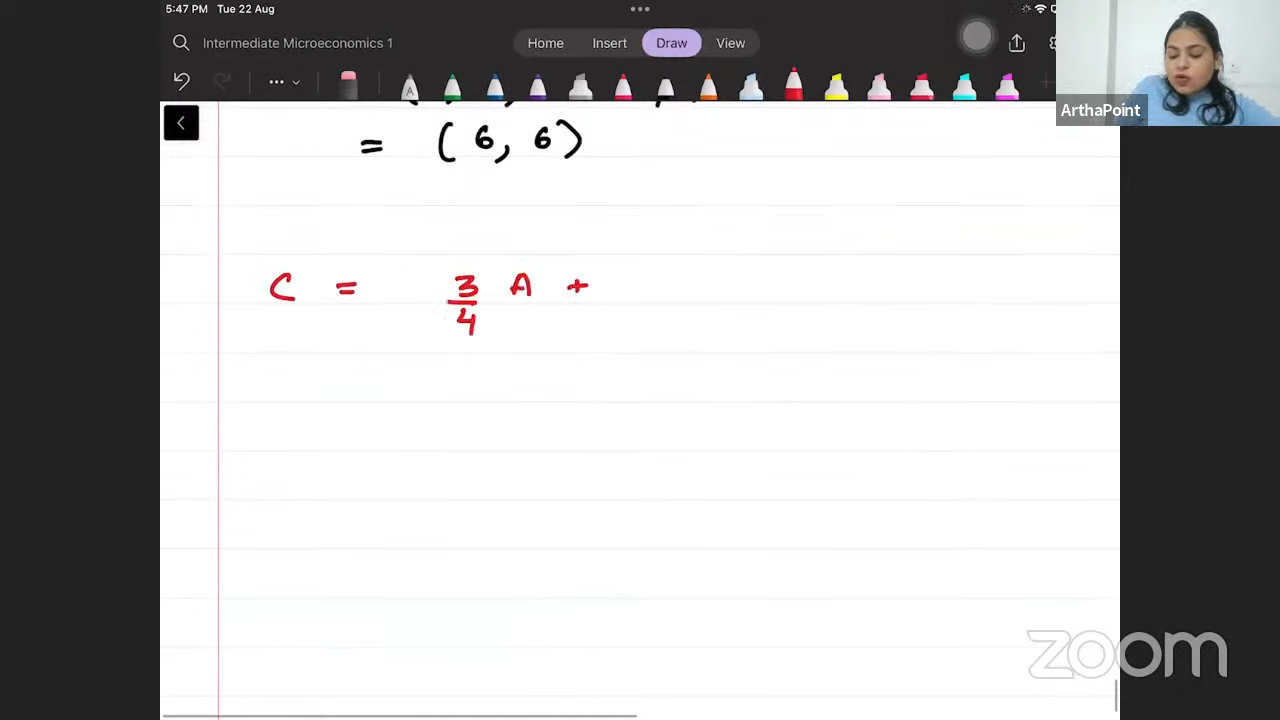 5:47 PM Tue 22 Aug
Intermediate Microeconomics 1
Home Insert Draw View
A
ArthaPoint
= (6, 6)
C = 3/4 A +
zoom